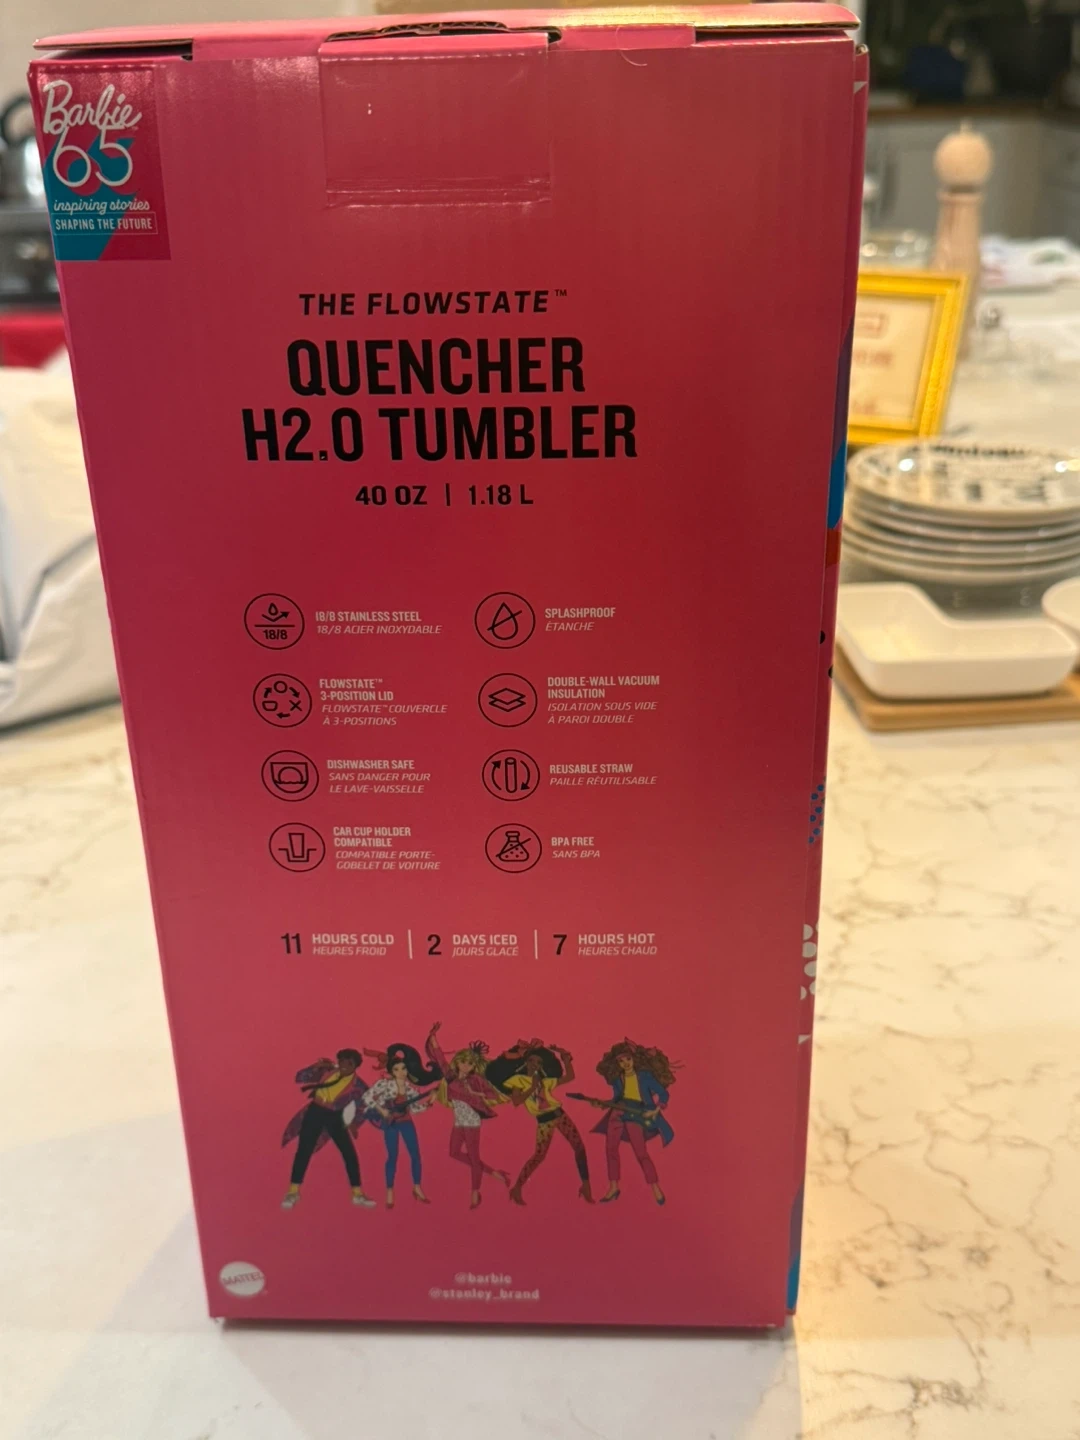 Barbie
65
inspiring stories
SHAPING THE FUTURE
THE FLOWSTATE™
QUENCHER
H2.0 TUMBLER
40 OZ | 1.18 L
18/8
18/8 STAINLESS STEEL
18/8 ACIER INOXYDABLE
SPLASHPROOF
ÉTANCHE
FLOWSTATE™
3-POSITION LID
FLOWSTATE™ COUVERCLE
À 3-POSITIONS
DOUBLE-WALL VACUUM
INSULATION
ISOLATION SOUS VIDE
À PAROI DOUBLE
DISHWASHER SAFE
SANS DANGER POUR
LE LAVE-VAISSELLE
REUSABLE STRAW
PAILLE RÉUTILISABLE
CAR CUP HOLDER
COMPATIBLE
COMPATIBLE PORTE-
GOBELET DE VOITURE
BPA FREE
SANS BPA
11 HOURS COLD | 2 DAYS ICED | 7 HOURS HOT
HEURES FROID JOURS GLACÉ HEURES CHAUD
MATTEL
@barbie
@stanley_brand